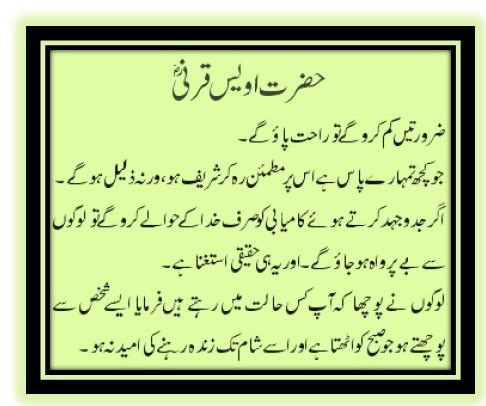 حضرت اویس قرنیؓ
ضرورتیں کم کرو گے تو راحت پاؤ گے۔
جو کچھ تمہارے پاس ہے اس پر مطمئن رہ کر شریف ہو، ورنہ ذلیل ہو گے۔
اگر جدوجہد کرتے ہوئے کامیابی کو صرف خدا کے حوالے کرو گے تو لوگوں
سے بے پرواہ ہو جاؤ گے۔ اور یہ ہی حقیقی استغنا ہے۔
لوگوں نے پوچھا کہ آپ کس حالت میں رہتے ہیں فرمایا ایسے شخص سے
پوچھتے ہو جو صبح کو اٹھتا ہے اور اسے شام تک زندہ رہنے کی امید نہ ہو۔